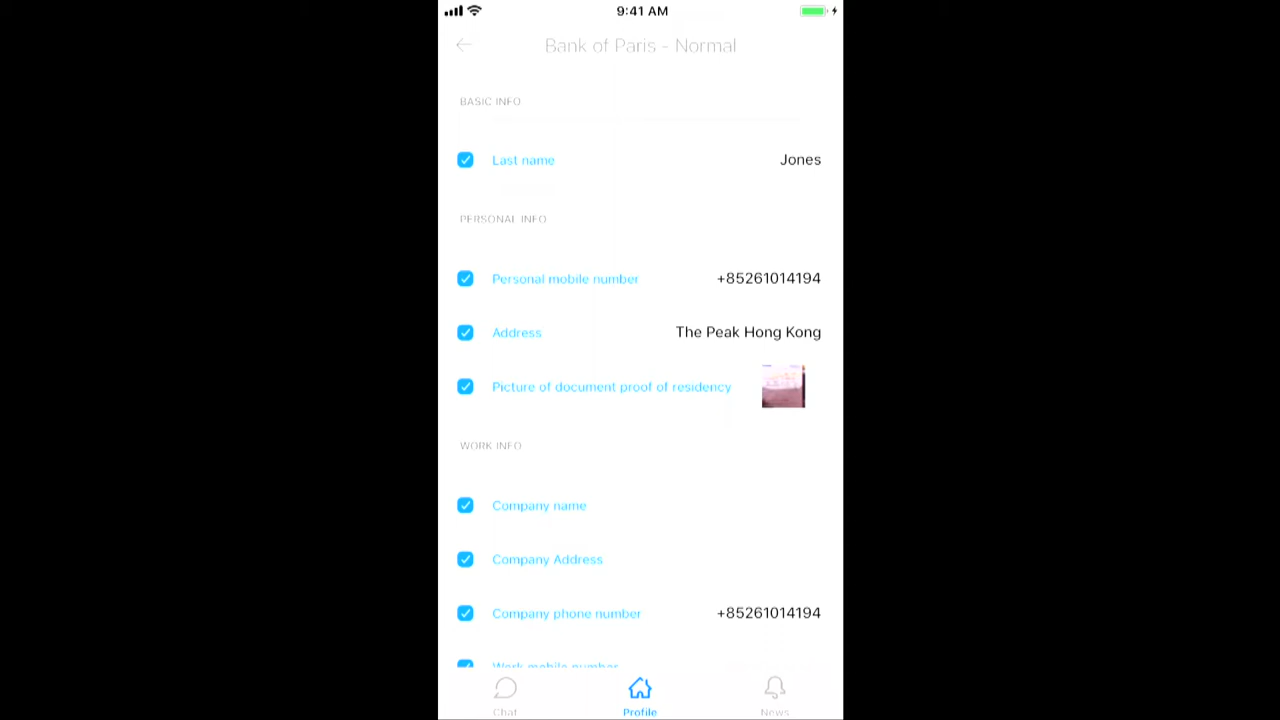 9:41 AM
Bank of Paris - Normal
BASIC INFO
Last name Jones
PERSONAL INFO
Personal mobile number +85261014194
Address The Peak Hong Kong
Picture of document proof of residency
WORK INFO
Company name
Company Address
Company phone number +85261014194
Work mobile number
Chat Profile News